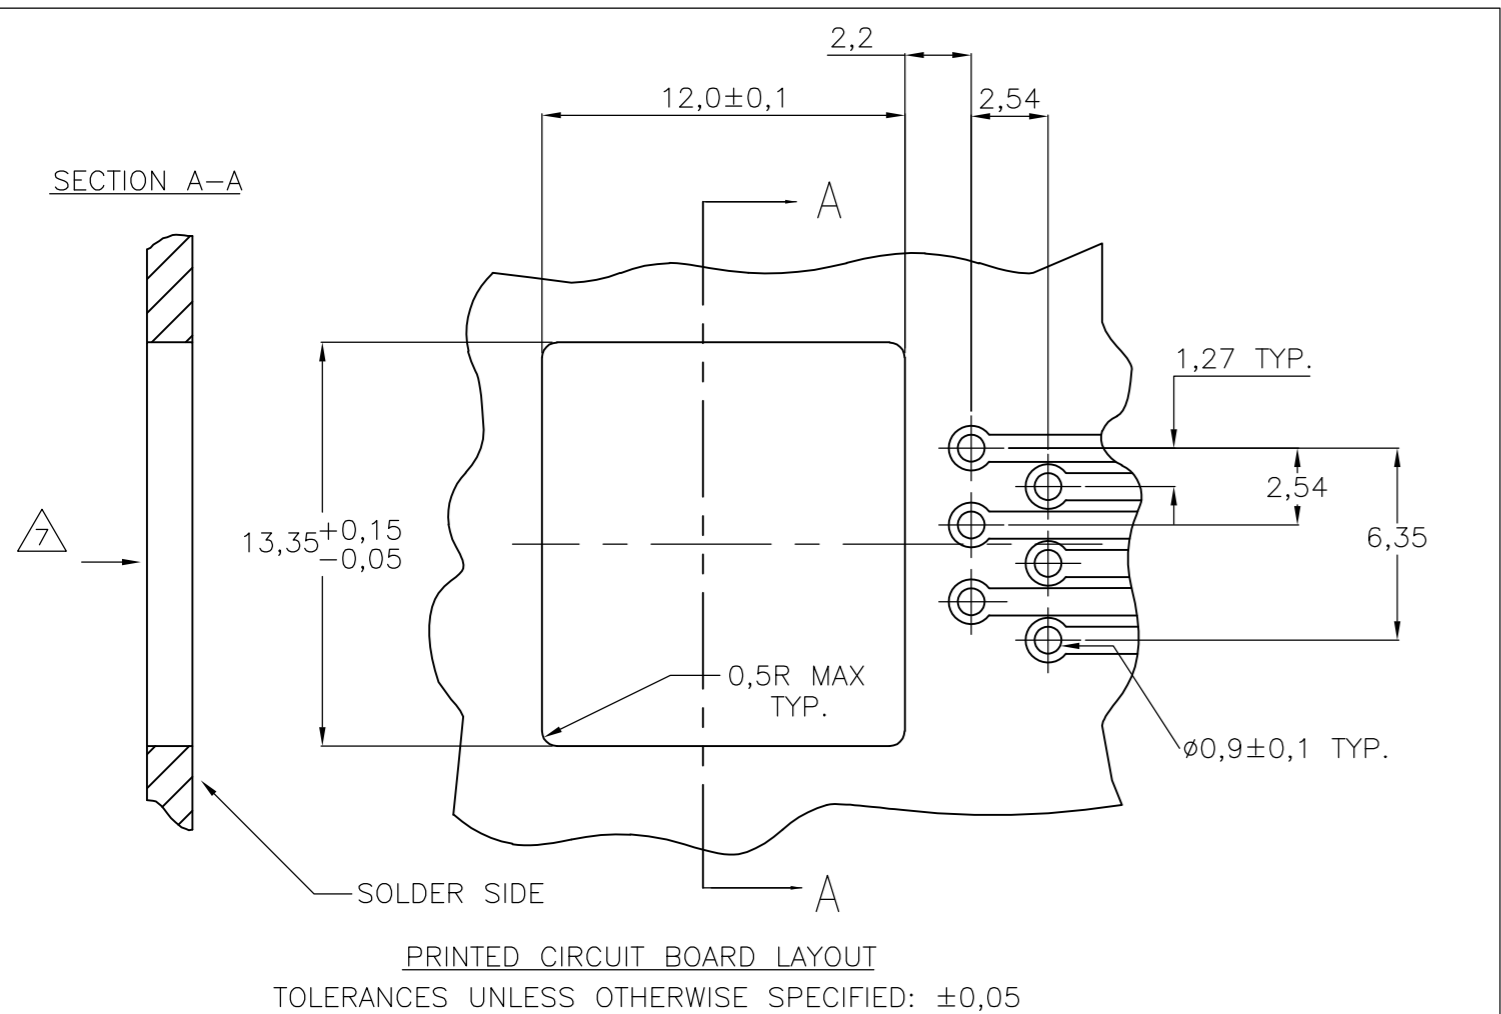 2,2
12,0±0,1
2,54
SECTION A–A
A
1,27 TYP.
2,54
6,35
7
13,35 +0,15
−0,05
0,5R MAX
TYP.
ø0,9±0,1 TYP.
SOLDER SIDE
A
PRINTED CIRCUIT BOARD LAYOUT
TOLERANCES UNLESS OTHERWISE SPECIFIED: ±0,05